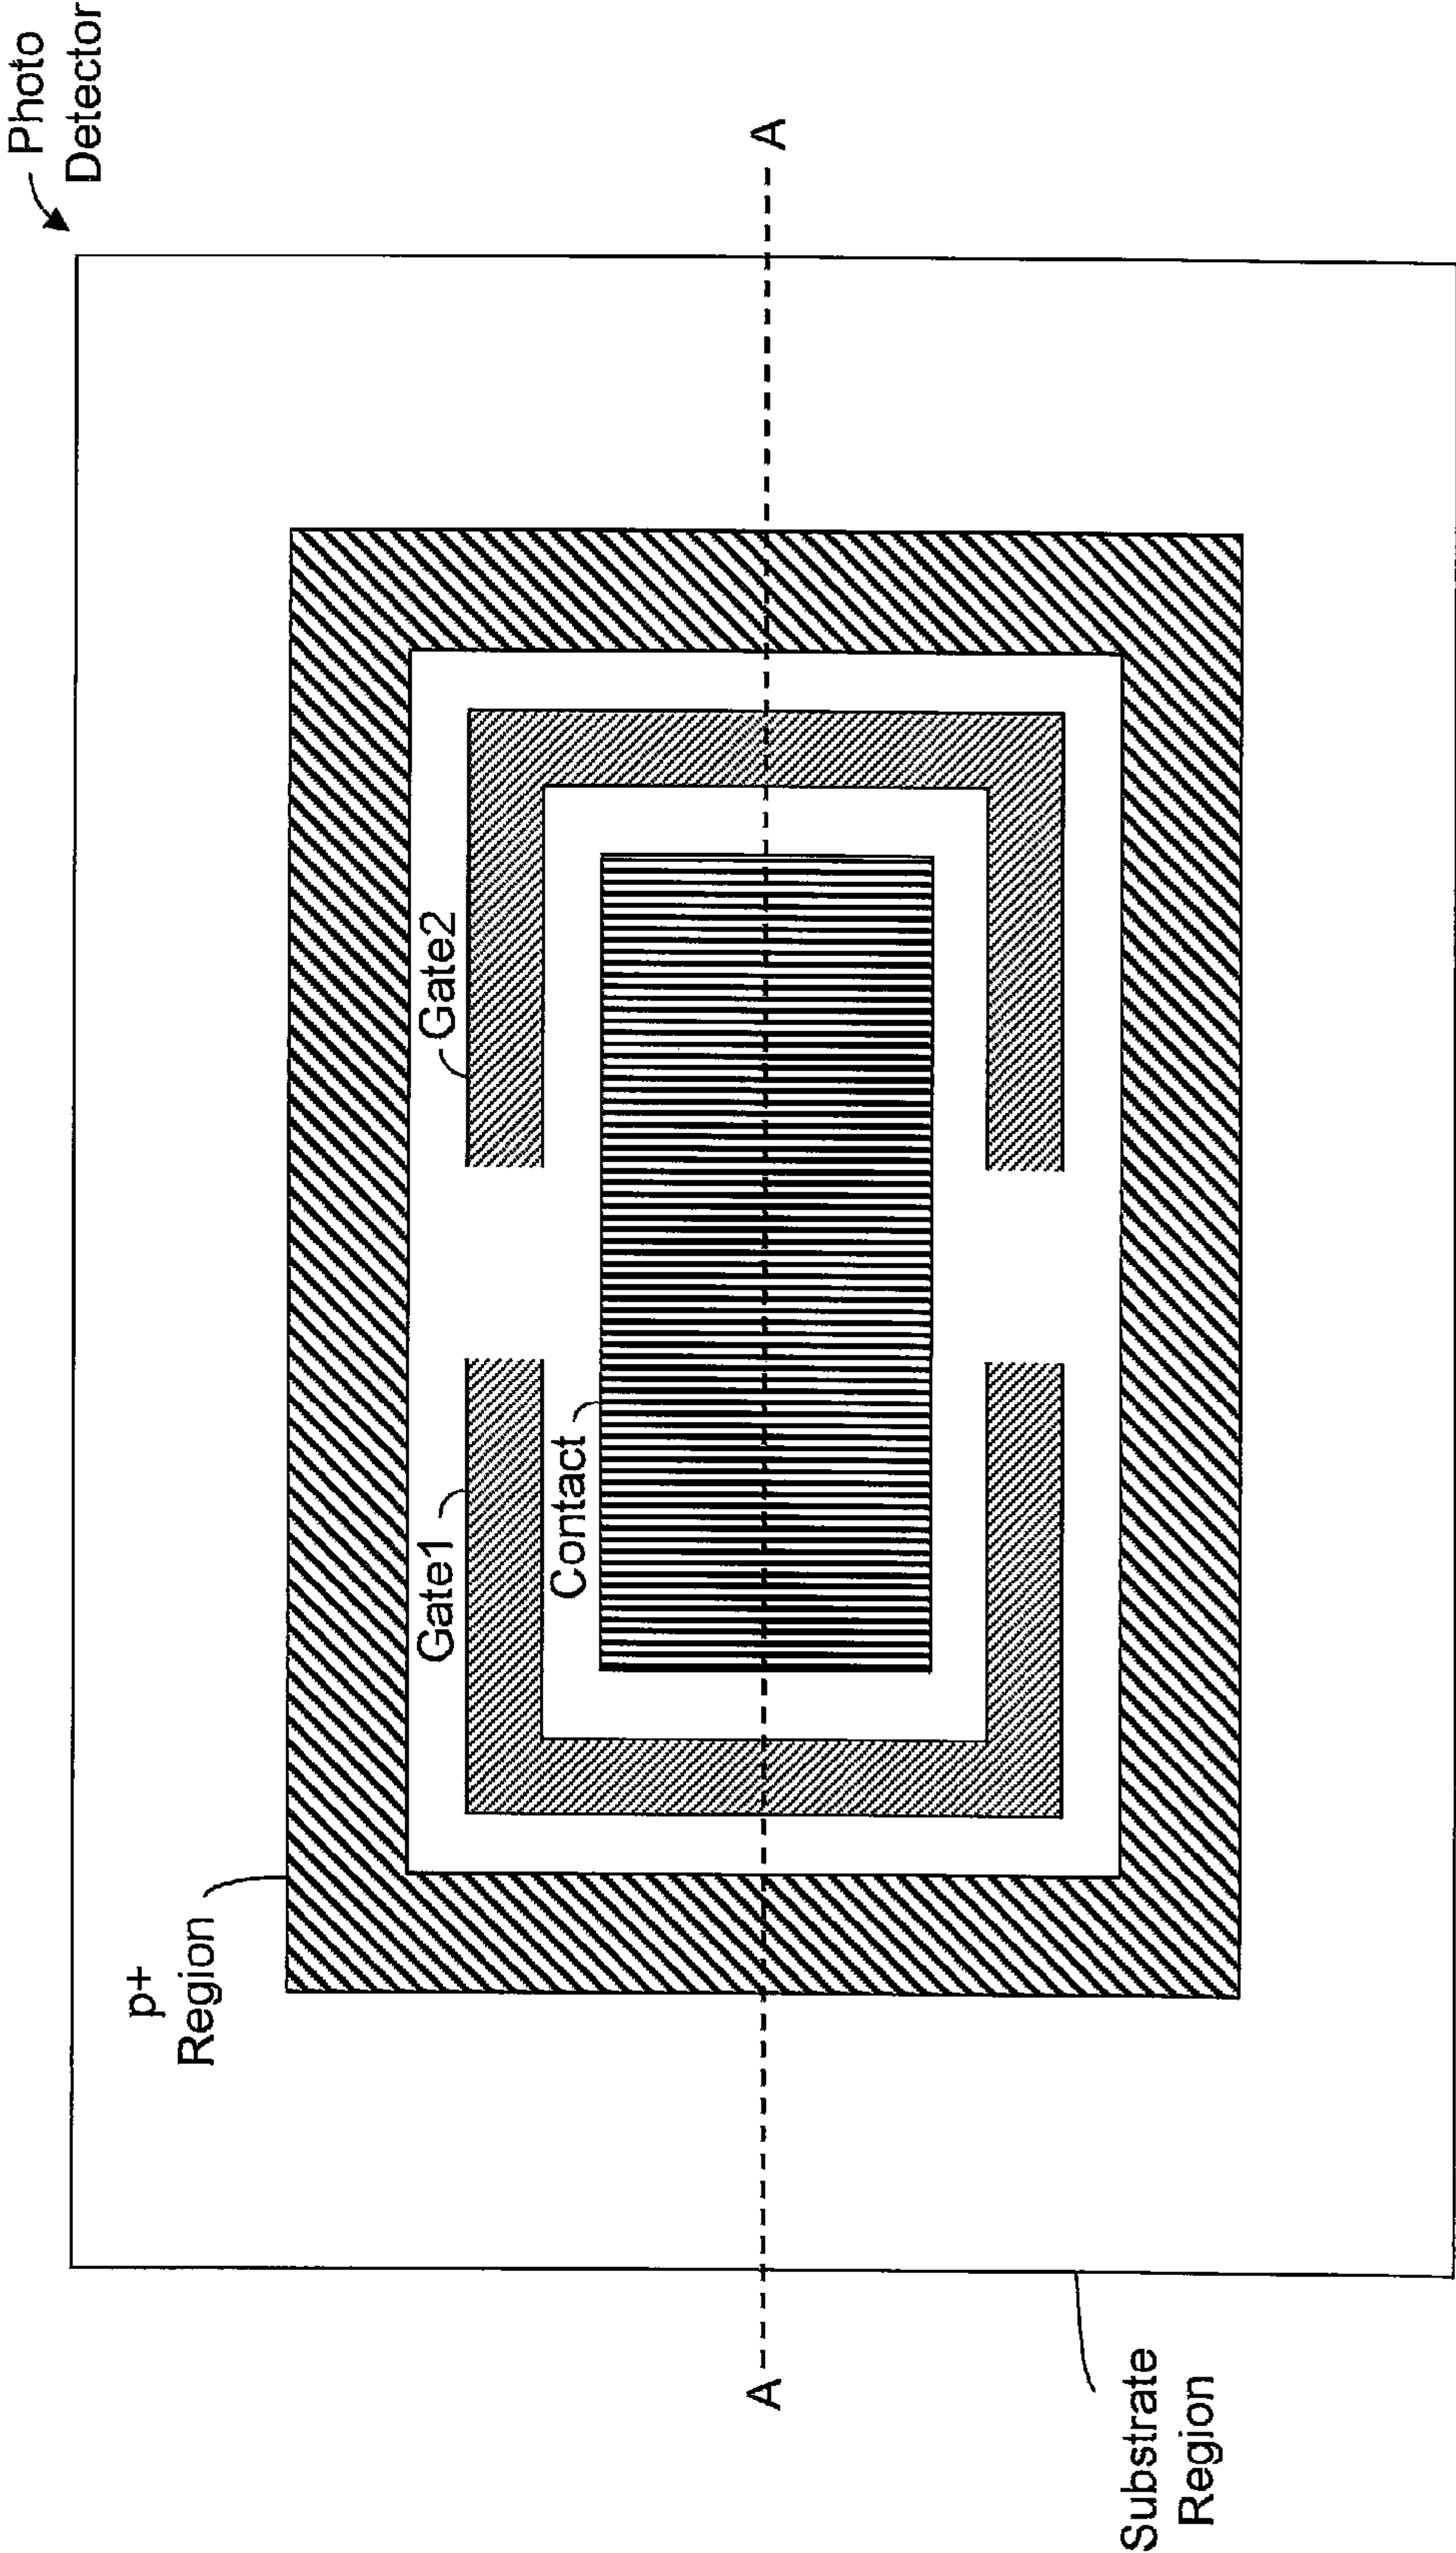 Photo
Detector
A
Gate2
Gate1
Contact
p+
Region
A
Substrate
Region